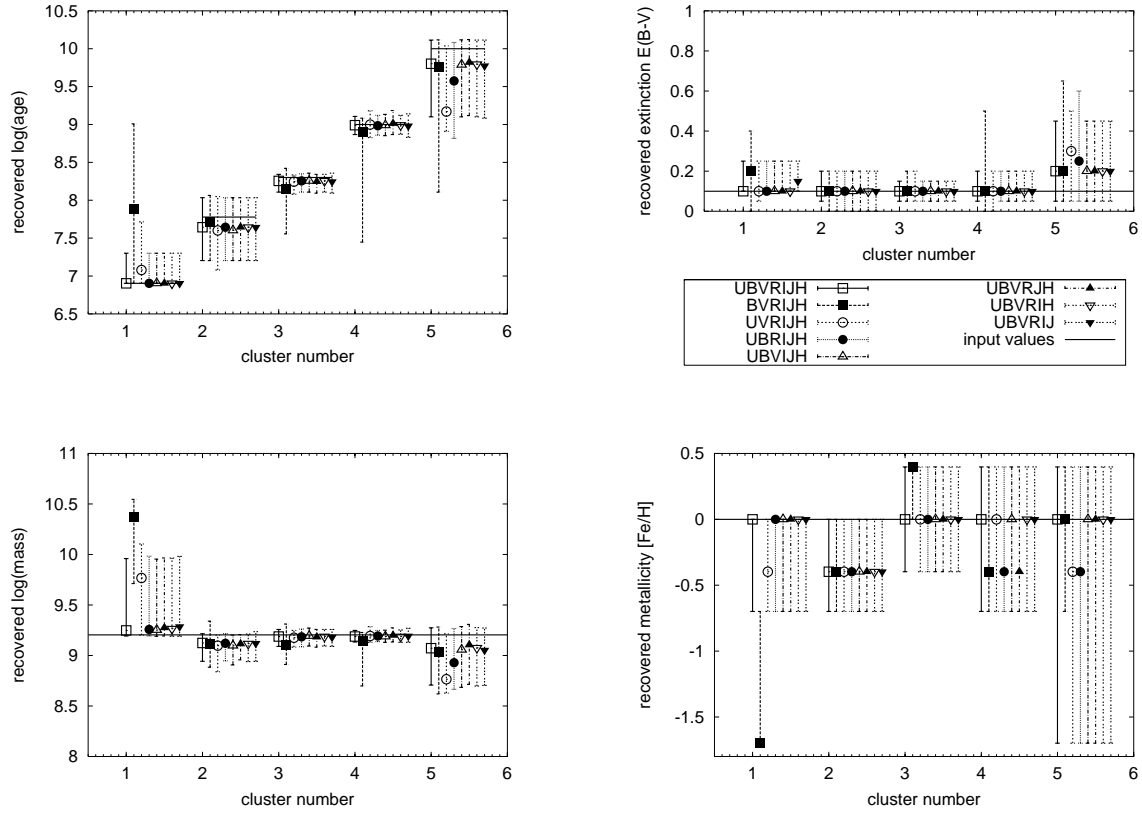 recovered log(age)
10.5
10
9.5
9
8.5
8
7.5
7
6.5
1 2 3 4 5 6
cluster number
recovered extinction E(B-V)
1
0.8
0.6
0.4
0.2
0
1 2 3 4 5 6
cluster number
UBVRIJH
BVRIJH
UVRIJH
UBRIJH
UBVIJH
UBVRJH
UBVRIH
UBVRIJ
input values
recovered log(mass)
11
10.5
10
9.5
9
8.5
8
1 2 3 4 5 6
cluster number
recovered metallicity [Fe/H]
0.5
0
-0.5
-1
-1.5
1 2 3 4 5 6
cluster number